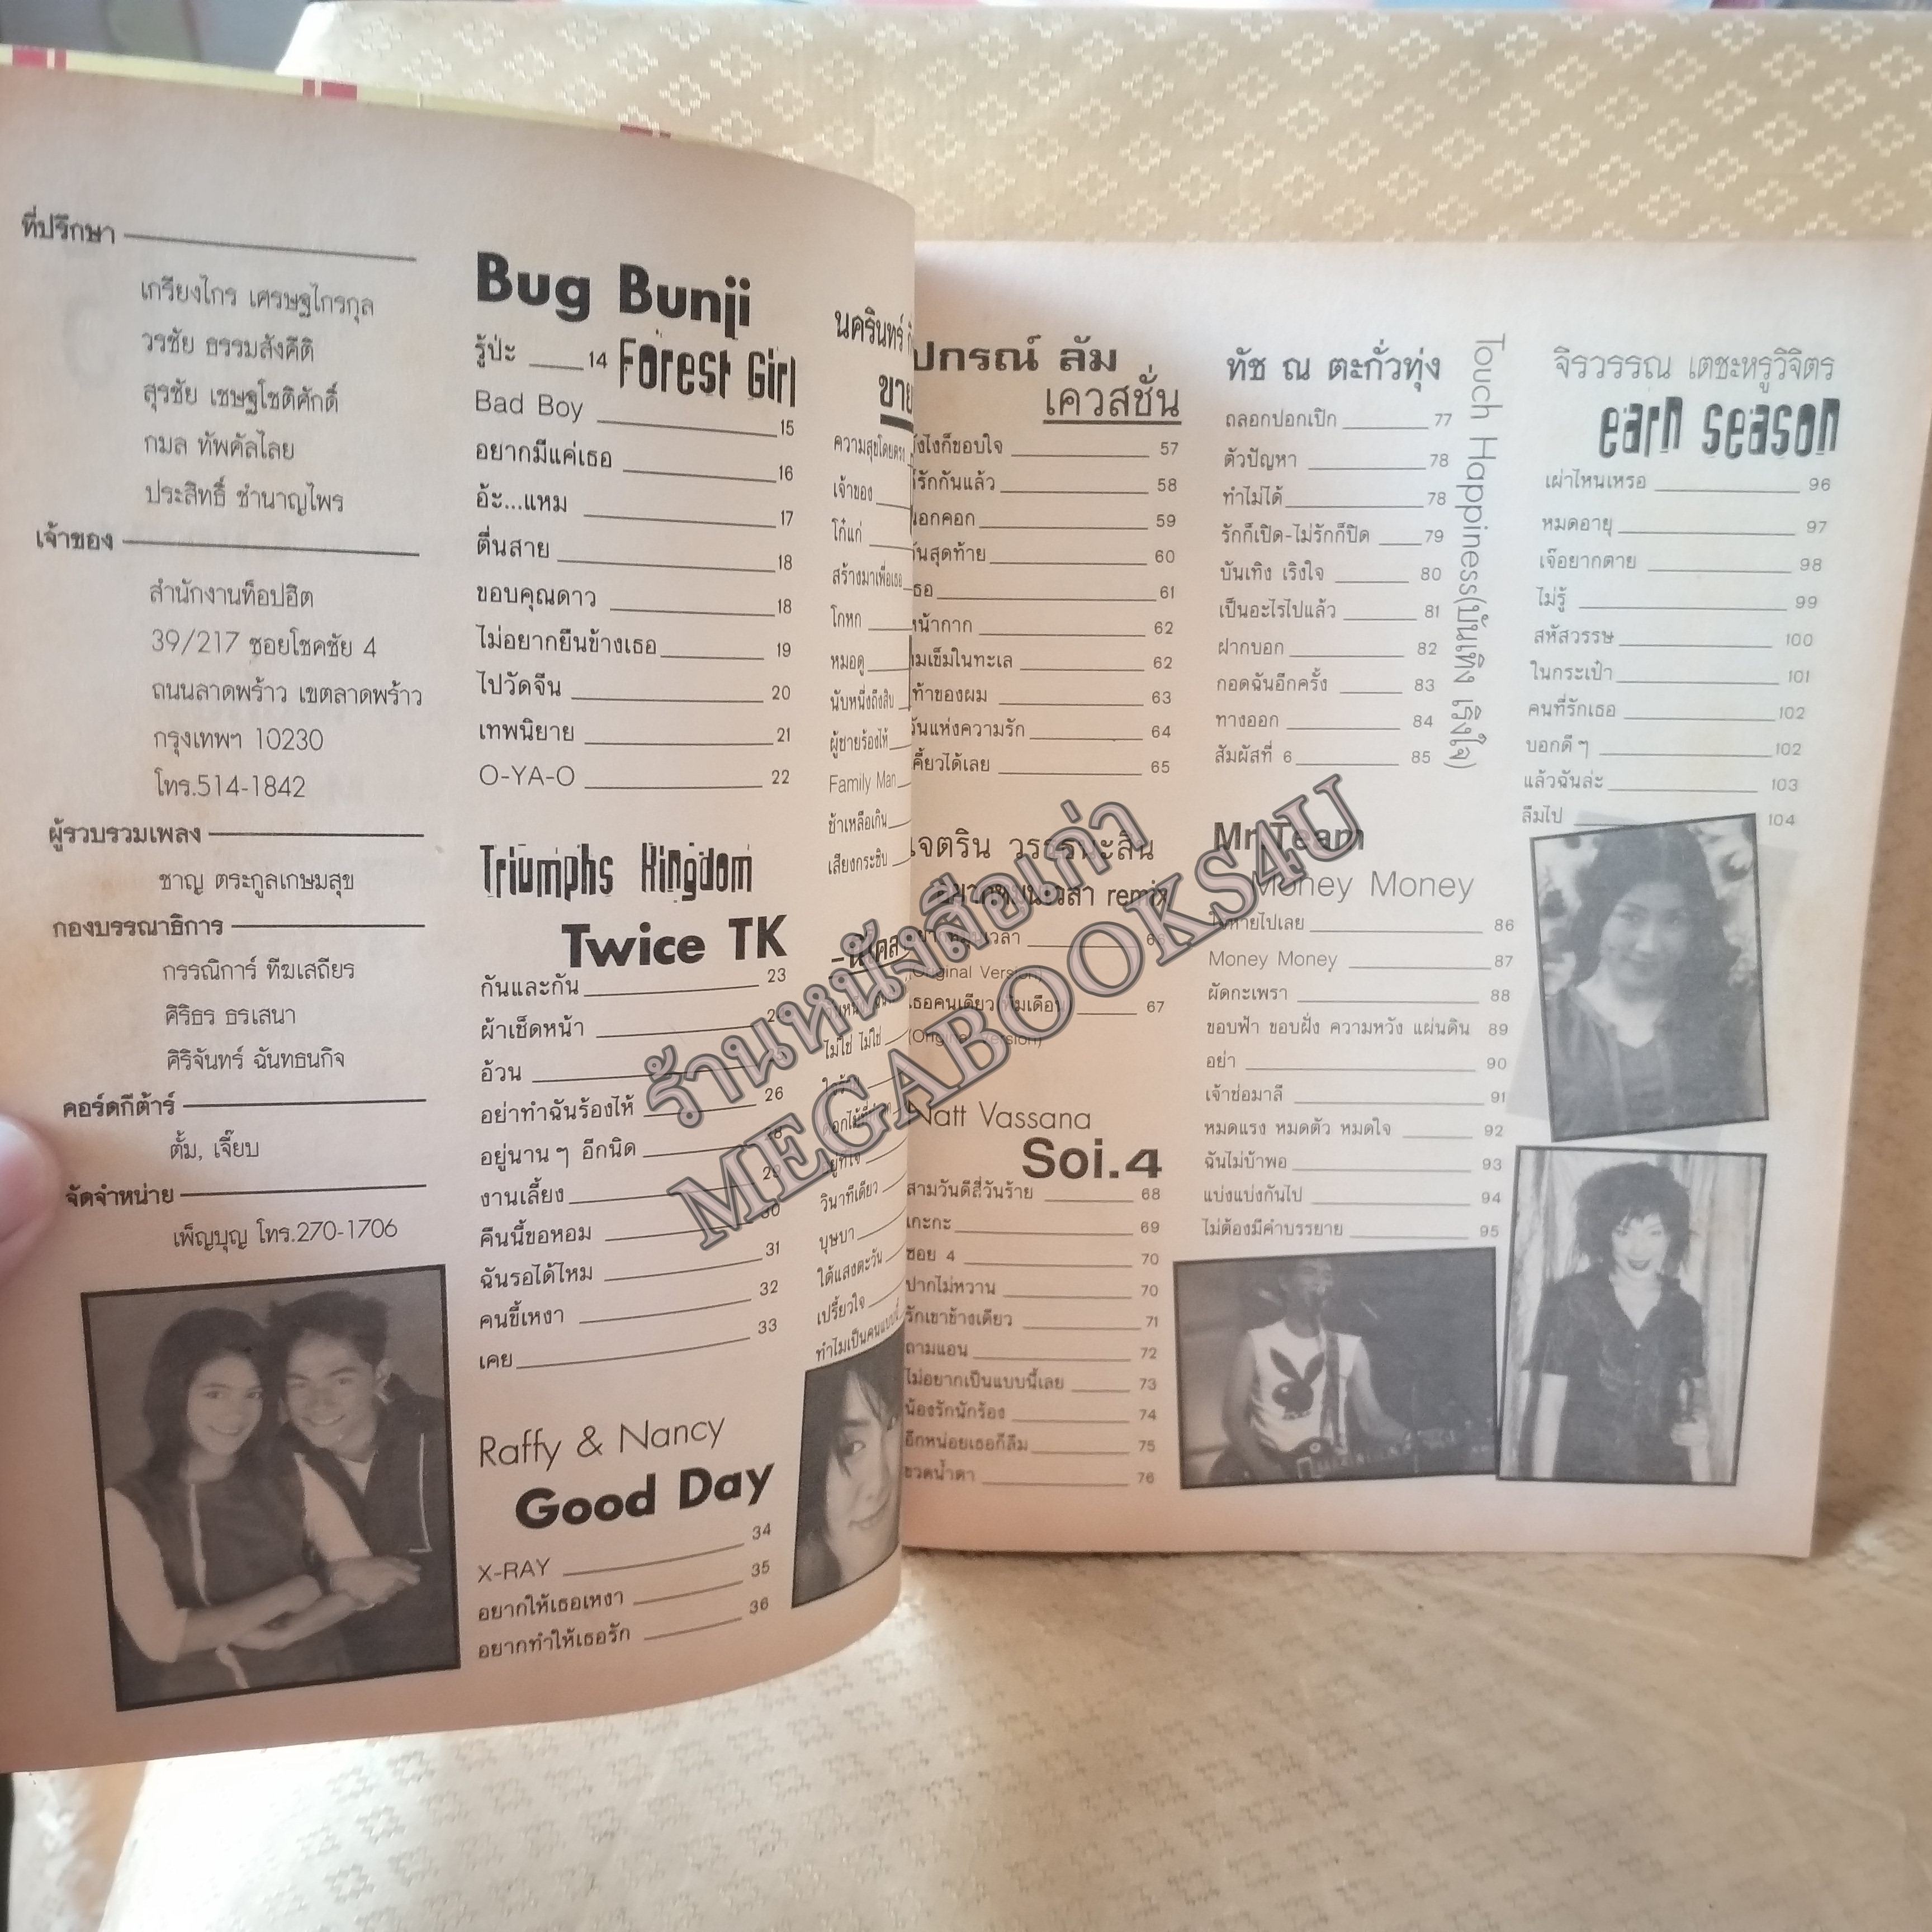 ที่ปรึกษา
เกรียงไกร เศรษฐไกรกุล
วรชัย ธรรมสังคีติ
สุรชัย เชษฐโชติศักดิ์
กมล ทัพคัลไลย
ประสิทธิ์ ชำนาญไพร
เจ้าของ
สำนักงานท็อปฮิต
39/217 ซอยโชคชัย 4
ถนนลาดพร้าว เขตลาดพร้าว
กรุงเทพฯ 10230
โทร.514-1842
ผู้รวบรวมเพลง
ชาญ ตระกูลเกษมสุข
กองบรรณาธิการ
กรรณิการ์ ทีฆเสถียร
ศิริธร ธรเสนา
ศิริจันทร์ ฉันทธนกิจ
คอร์ดกีต้าร์
ตั้ม, เจี๊ยบ
จัดจำหน่าย
เพ็ญบุญ โทร.270-1706
Bug Bunji
Forest Girl
รู้ป่ะ 14
Bad Boy 15
อยากมีแค่เธอ 16
อ้ะ...แหม 17
ตื่นสาย 18
ขอบคุณดาว 18
ไม่อยากยืนข้างเธอ 19
ไปวัดจีน 20
เทพนิยาย 21
O-YA-O 22
Triumphs Kingdom
Twice TK
กันและกัน 23
ผ้าเช็ดหน้า
อ้วน
อย่าทำฉันร้องไห้ 26
อยู่นานๆ อีกนิด
งานเลี้ยง 29
คืนนี้ขอหอม 30
ฉันรอได้ไหม 31
คนขี้เหงา 32
เคย 33
Raffy & Nancy
Good Day
X-RAY 34
อยากให้เธอเหงา 35
อยากทำให้เธอรัก 36
นครินทร์
ขาย
ความสุขโดยตรง
เจ้าของ
โก๋แก่
สร้างมาเพื่อเธอ
โกหก
หมอดู
นับหนึ่งถึงสิบ
ผู้ชายร้องไห้
Family Man
ช้าเหลือเกิน
เสียงกระซิบ
ไม่ใช่ ไม่ใช่
วินาทีเดียว
บุษบา
ใต้แสงตะวัน
เปรี้ยวใจ
ทำไมเป็นคนแบบนี้
ปกรณ์ ลัม
เควสชั่น
ังไงก็ขอบใจ 57
รักกันแล้ว 58
อกคอก 59
ันสุดท้าย 60
ธอ 61
น้ากาก 62
มเข็มในทะเล 62
ท้าของผม 63
ันแห่งความรัก 64
คี้ยวได้เลย 65
เจตริน วรรธนะสิน
remix
(Original Version)
เธอคนเดียว 67
(Original Version)
Natt Vassana
Soi.4
สามวันดีสี่วันร้าย 68
เกะกะ 69
ซอย 4 70
ปากไม่หวาน 70
รักเขาข้างเดียว 71
ถามแอน 72
ไม่อยากเป็นแบบนี้เลย 73
น้องรักนักร้อง 74
อีกหน่อยเธอก็ลืม 75
ขวดน้ำตา 76
ทัช ณ ตะกั่วทุ่ง
Touch Happiness(บันเทิง เริงใจ)
ถลอกปอกเปิก 77
ตัวปัญหา 78
ทำไม่ได้ 78
รักก็เปิด-ไม่รักก็ปิด 79
บันเทิง เริงใจ 80
เป็นอะไรไปแล้ว 81
ฝากบอก 82
กอดฉันอีกครั้ง 83
ทางออก 84
สัมผัสที่ 6 85
Mr.Team
Money Money
86
Money Money 87
ผัดกะเพรา 88
ขอบฟ้า ขอบฝั่ง ความหวัง แผ่นดิน 89
อย่า 90
เจ้าช่อมาลี 91
หมดแรง หมดตัว หมดใจ 92
ฉันไม่บ้าพอ 93
แบ่งแบ่งกันไป 94
ไม่ต้องมีคำบรรยาย 95
จิรวรรณ เตชะหรูวิจิตร
earn season
เผ่าไหนเหรอ 96
หมดอายุ 97
เจ๊อยากตาย 98
ไม่รู้ 99
สหัสวรรษ 100
ในกระเป๋า 101
คนที่รักเธอ 102
บอกดีๆ 102
แล้วฉันล่ะ 103
ลืมไป 104
ร้านหนังสือเก่า
MEGABOOKS4U